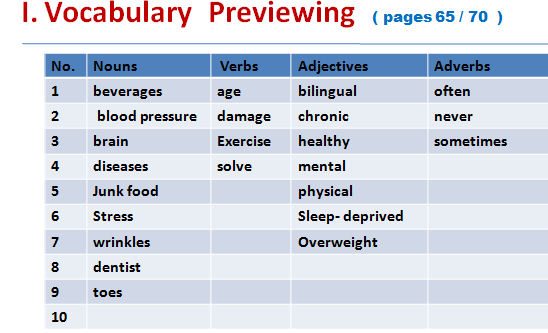 I. Vocabulary Previewing ( pages 65 / 70 )
No. Nouns Verbs Adjectives Adverbs
1 beverages age bilingual often
2 blood pressure damage chronic never
3 brain Exercise healthy sometimes
4 diseases solve mental
5 Junk food physical
6 Stress Sleep- deprived
7 wrinkles Overweight
8 dentist
9 toes
10